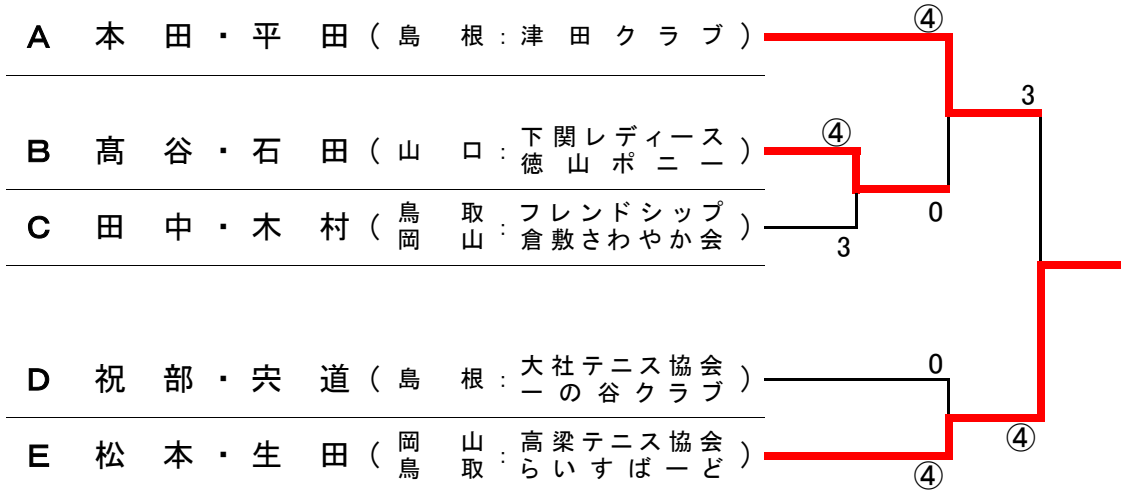 ④
A 本田・平田(島根:津田クラブ)
3
④
B 髙谷・石田(山口:下関レディース
徳山ポニー)
0
C 田中・木村(鳥取
岡山:フレンドシップ
倉敷さわやか会)
3
D 祝部・宍道(島根:大社テニス協会
一の谷クラブ)
0
④
E 松本・生田(岡山
鳥取:高梁テニス協会
らいすばーど)
④